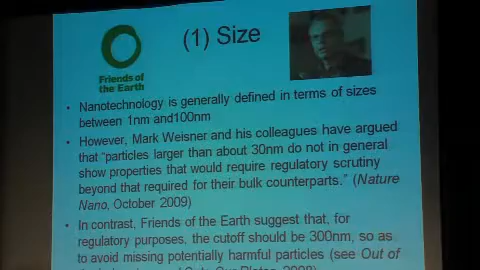 (1) Size
Friends of
the Earth
• Nanotechnology is generally defined in terms of sizes
between 1nm and100nm
• However, Mark Weisner and his colleagues have argued
that “particles larger than about 30nm do not in general
show properties that would require regulatory scrutiny
beyond that required for their bulk counterparts.” (Nature
Nano, October 2009)
• In contrast, Friends of the Earth suggest that, for
regulatory purposes, the cutoff should be 300nm, so as
to avoid missing potentially harmful particles (see Out of